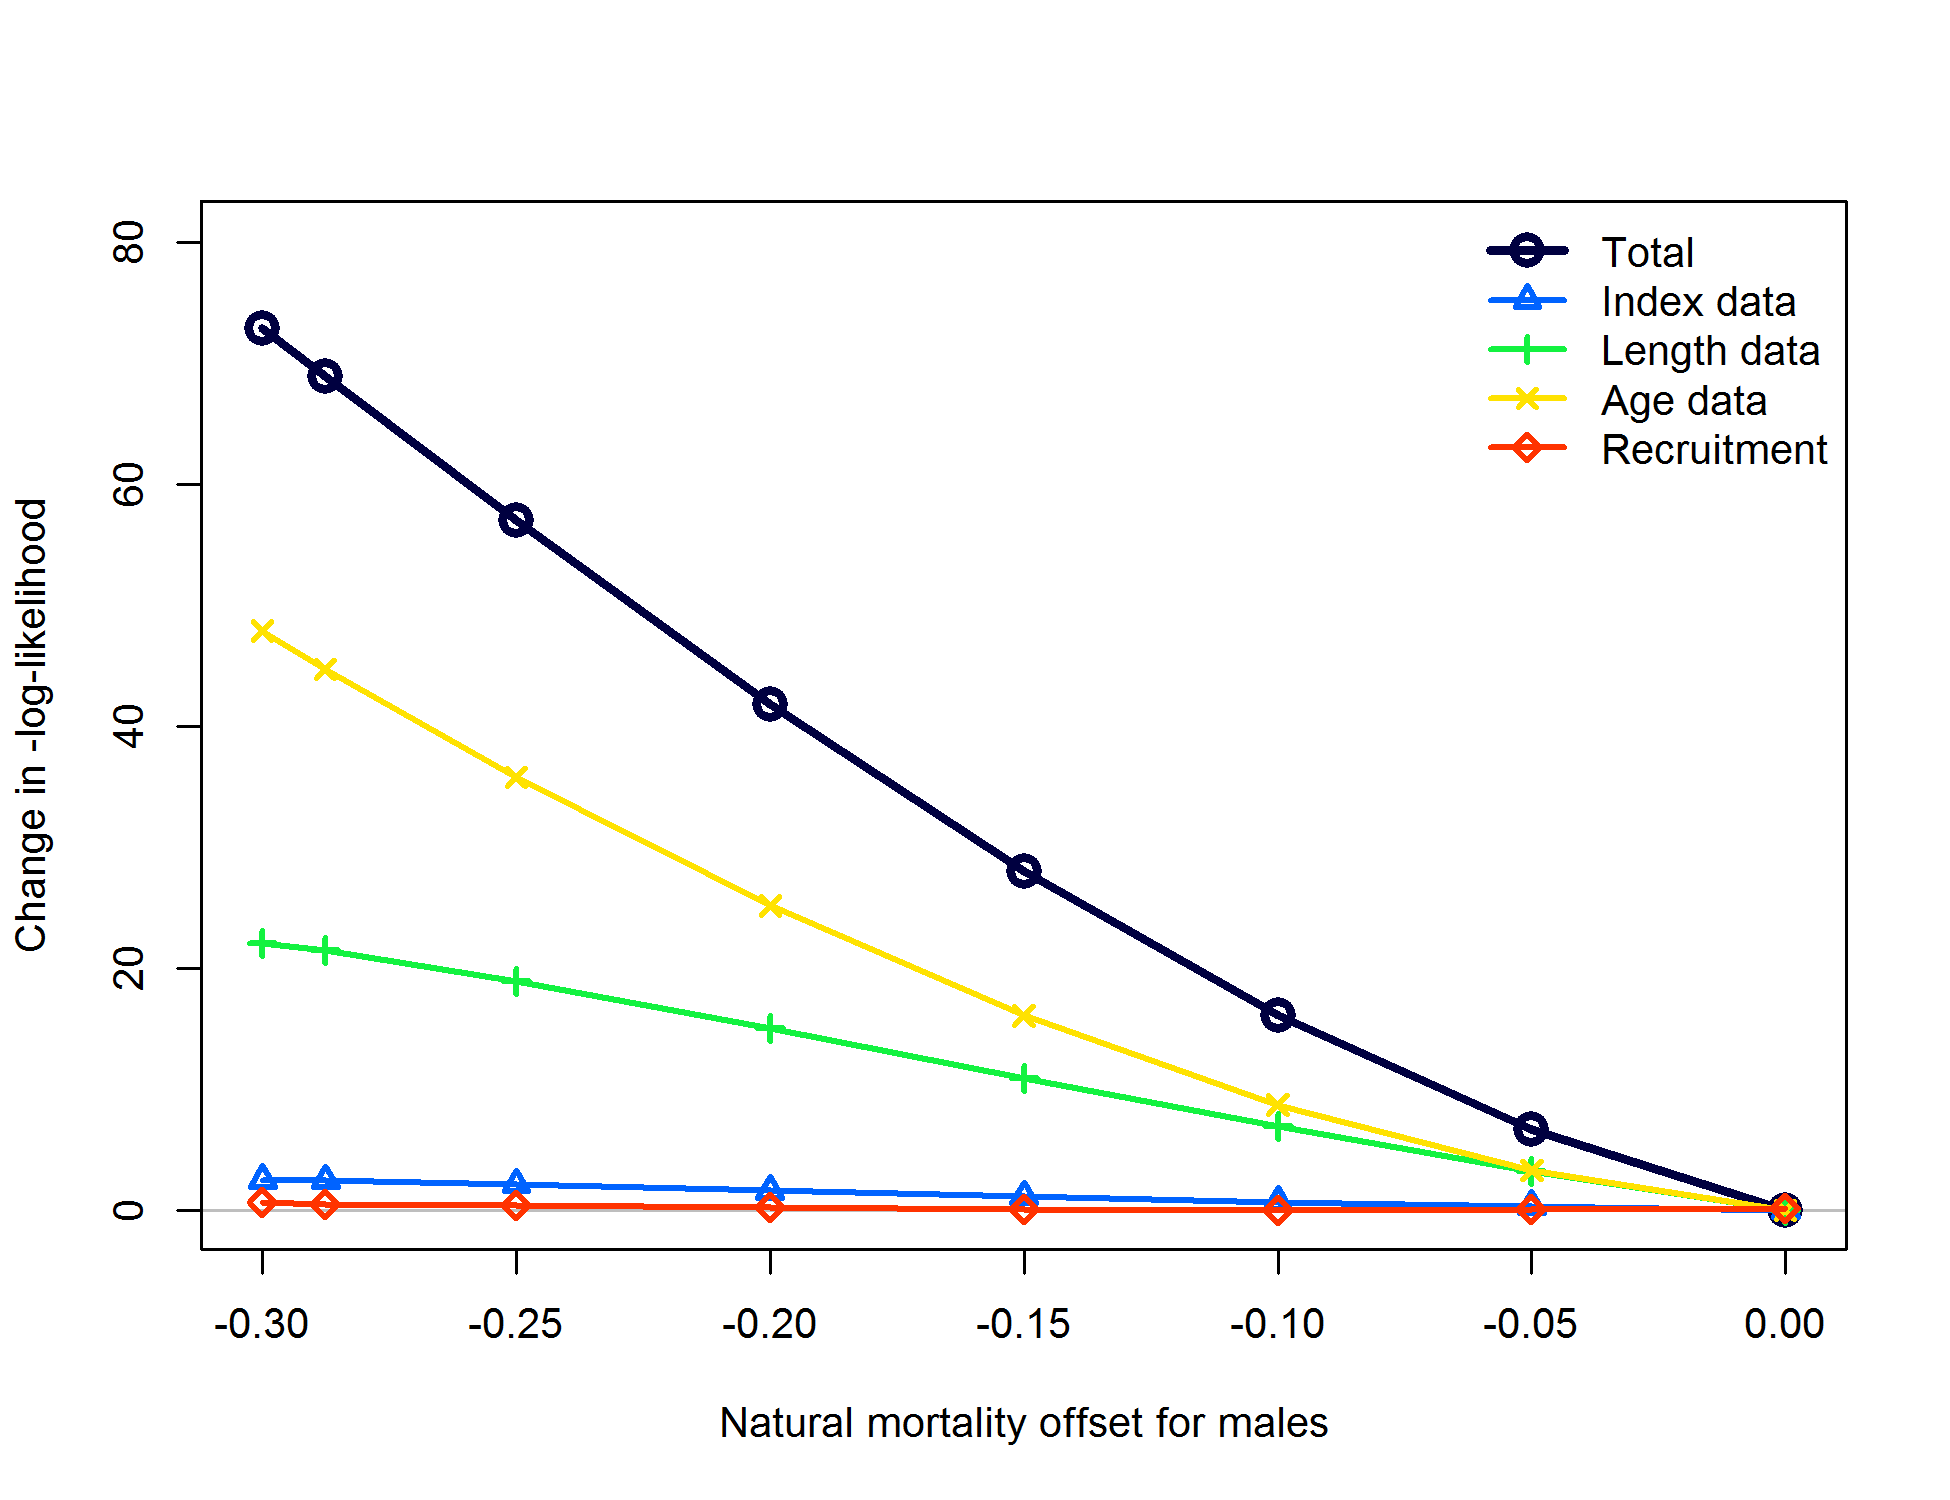 80
60
40
20
0
Change in -log-likelihood
Total
Index data
Length data
Age data
Recruitment
-0.30 -0.25 -0.20 -0.15 -0.10 -0.05 0.00
Natural mortality offset for males